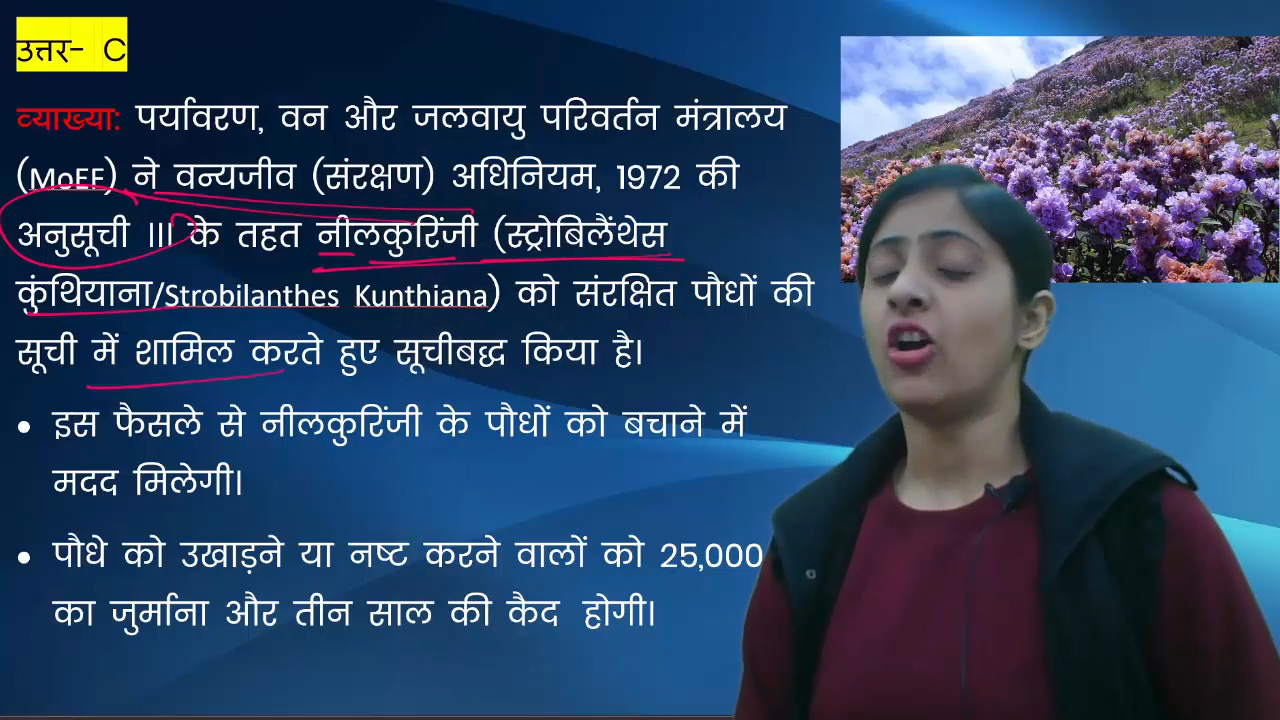 उत्तर- C
व्याख्या: पर्यावरण, वन और जलवायु परिवर्तन मंत्रालय
(MoEF) ने वन्यजीव (संरक्षण) अधिनियम, 1972 की
अनुसूची III के तहत नीलकुरिंजी (स्ट्रोबिलैंथेस
कुंथियाना/Strobilanthes Kunthiana) को संरक्षित पौधों की
सूची में शामिल करते हुए सूचीबद्ध किया है।
• इस फैसले से नीलकुरिंजी के पौधों को बचाने में
मदद मिलेगी।
• पौधे को उखाड़ने या नष्ट करने वालों को 25,000
का जुर्माना और तीन साल की कैद होगी।